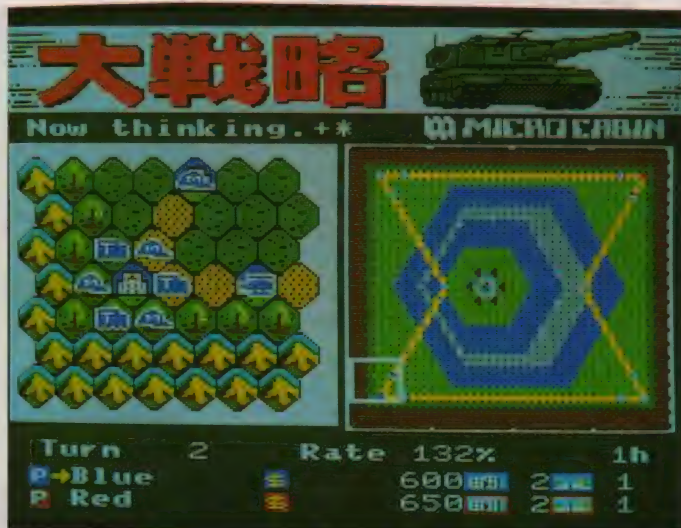 大戦略
Now thinking.+* MICRO CABIN
Turn 2 Rate 132% 1h
P→Blue 600 2 1
P Red 650 2 1